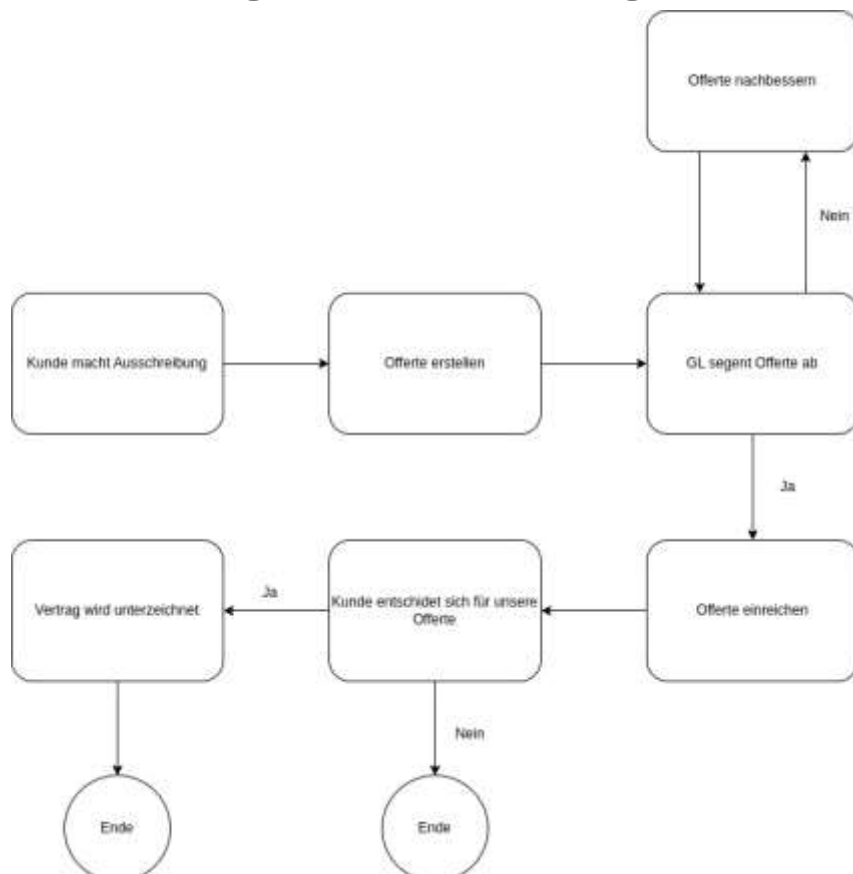 Offerte nachbessern
Nein
Kunde macht Ausschreibung
Offerte erstellen
GL segent Offerte ab
Ja
Vertrag wird unterzeichnet
Ja
Kunde entschidet sich für unsere
Offerte
Offerte einreichen
Nein
Ende
Ende